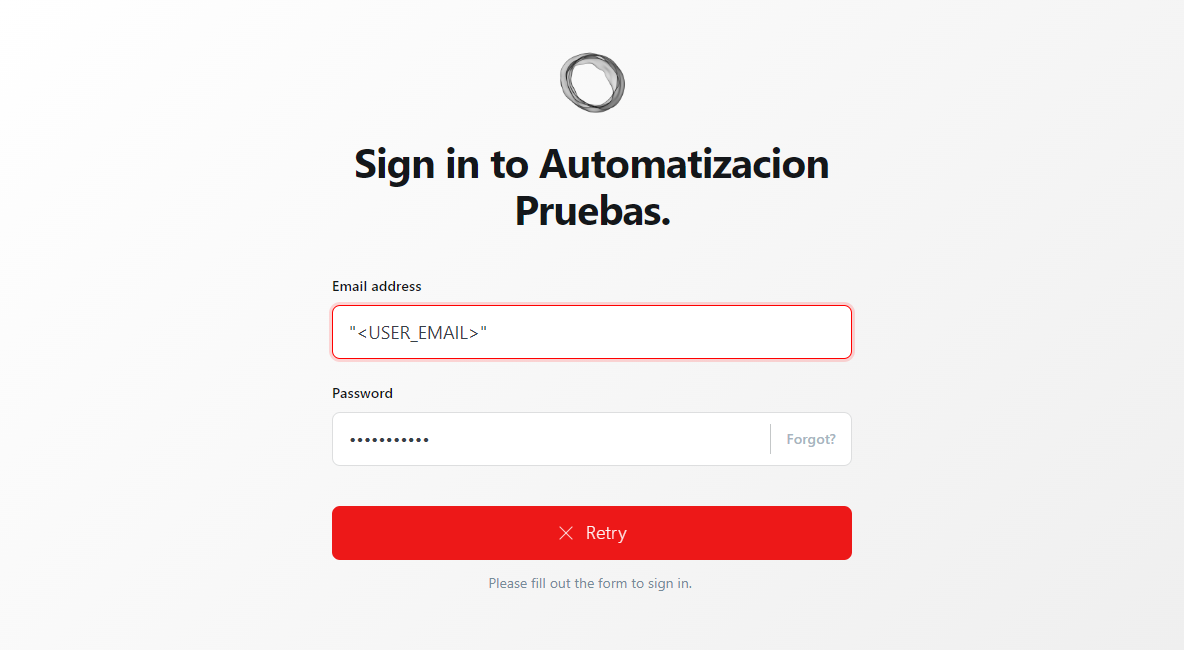 Sign in to Automatizacion
Pruebas.
Email address
"<USER_EMAIL>"
Password
•••••••••••
Forgot?
Retry
Please fill out the form to sign in.